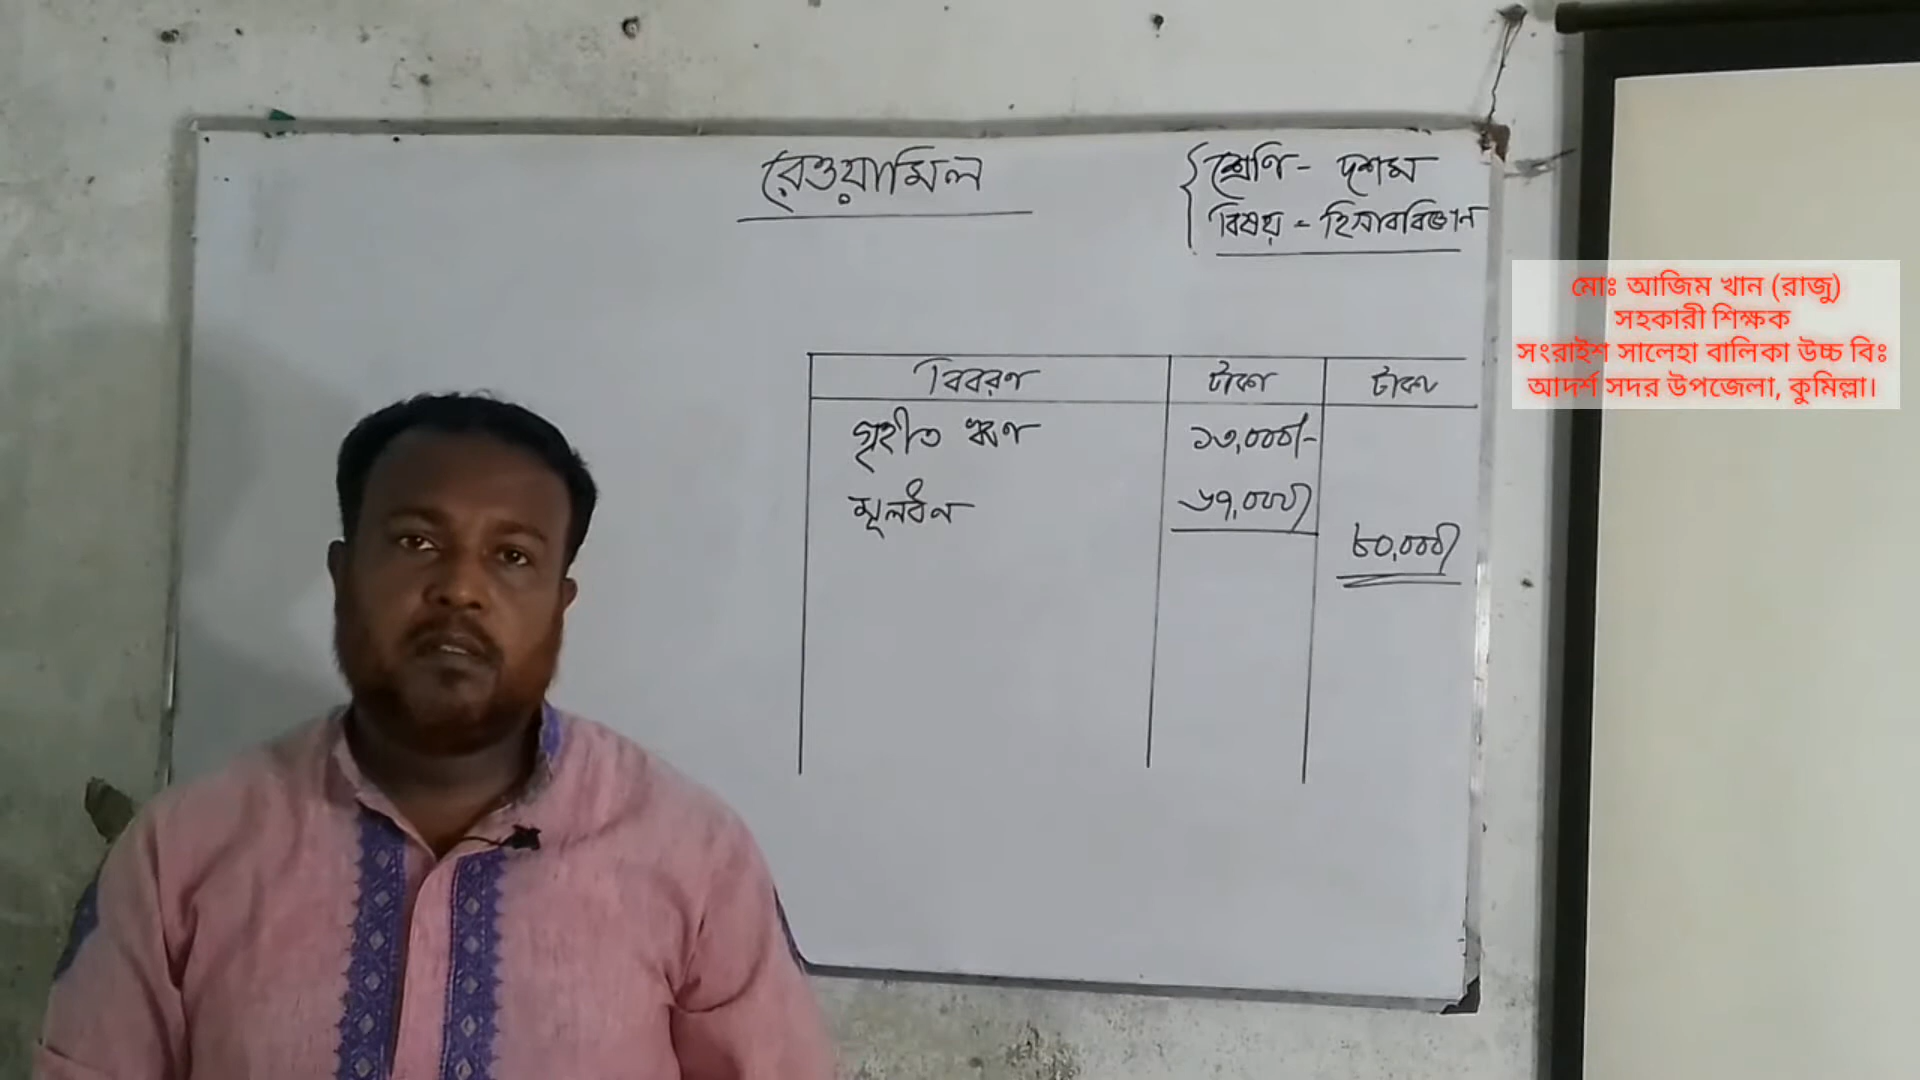 রেওয়ামিল
শ্রেণি - দশম
বিষয় - হিসাববিজ্ঞান
মোঃ আজিম খান (রাজু)
সহকারী শিক্ষক
সংরাইশ সালেহা বালিকা উচ্চ বিঃ
আদর্শ সদর উপজেলা, কুমিল্লা।
বিবরণ টাকা টাকা
গৃহীত ঋণ ১৩,০০০/-
মূলধন ৬৭,০০০/
৮০,০০০/